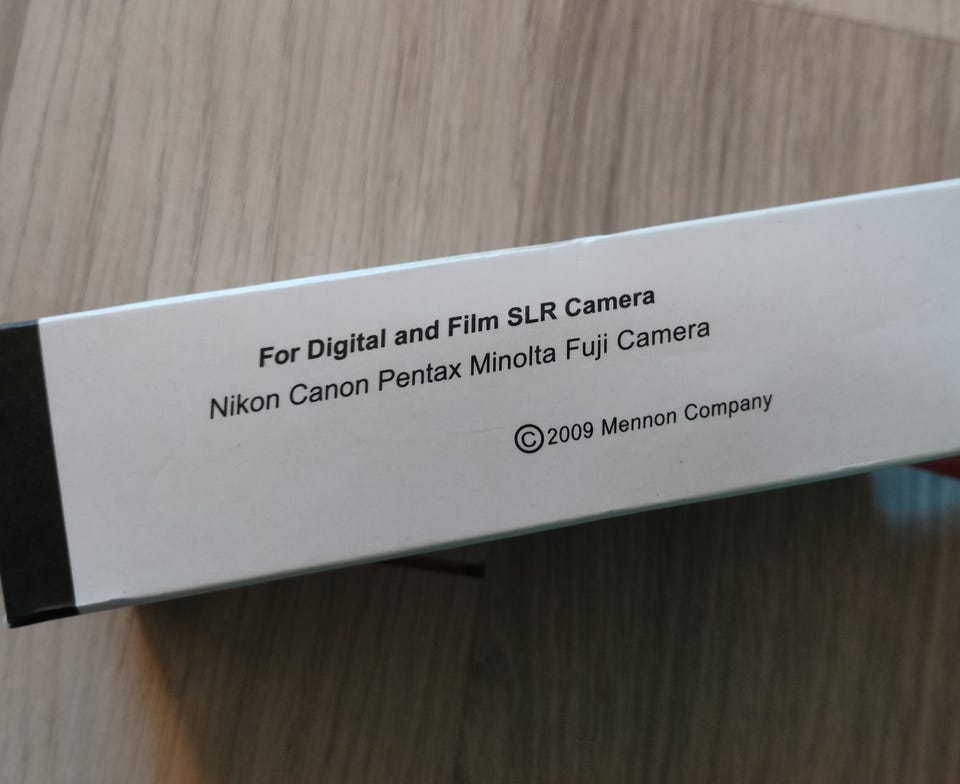 For Digital and Film SLR Camera
Nikon Canon Pentax Minolta Fuji Camera
©2009 Mennon Company